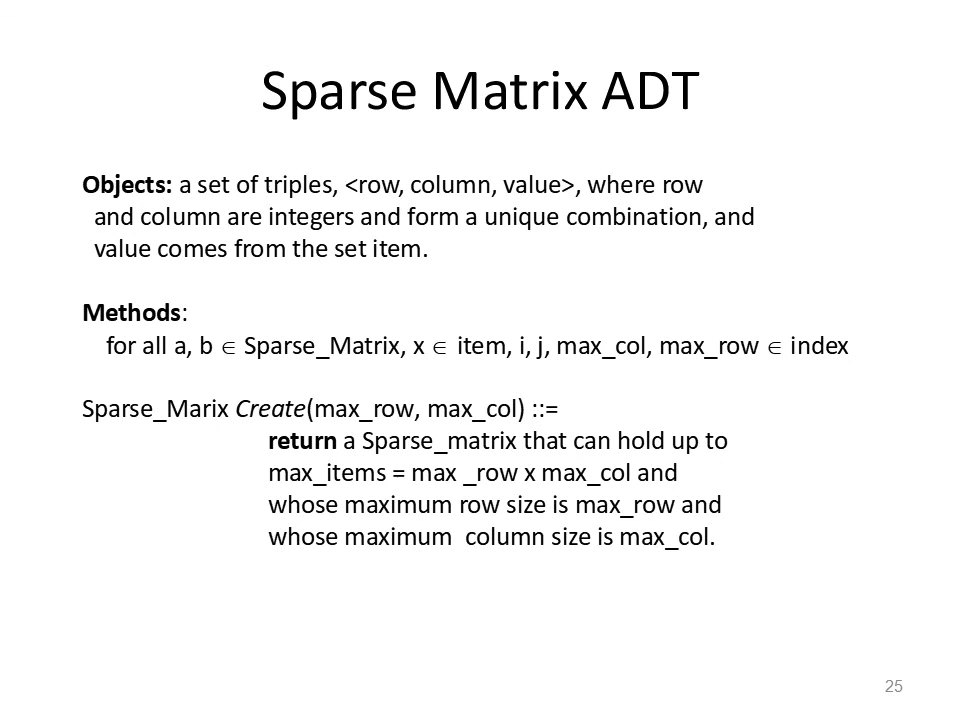 Sparse Matrix ADT
Objects: a set of triples, <row, column, value>, where row
and column are integers and form a unique combination, and
value comes from the set item.
Methods:
for all a, b ∈ Sparse_Matrix, x ∈ item, i, j, max_col, max_row ∈ index
Sparse_Marix Create(max_row, max_col) ::=
return a Sparse_matrix that can hold up to
max_items = max _row x max_col and
whose maximum row size is max_row and
whose maximum  column size is max_col.
25